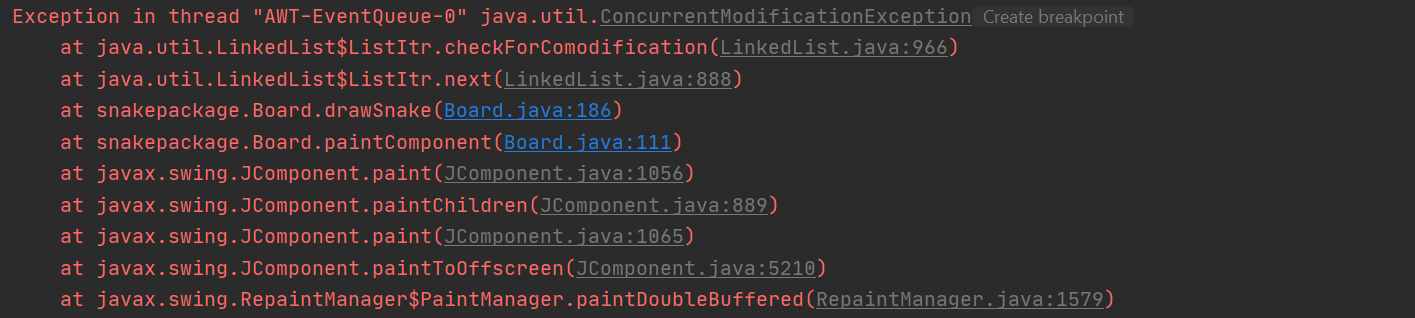 Exception in thread "AWT-EventQueue-0" java.util.ConcurrentModificationException Create breakpoint
at java.util.LinkedList$ListItr.checkForComodification(LinkedList.java:966)
at java.util.LinkedList$ListItr.next(LinkedList.java:888)
at snakepackage.Board.drawSnake(Board.java:186)
at snakepackage.Board.paintComponent(Board.java:111)
at javax.swing.JComponent.paint(JComponent.java:1056)
at javax.swing.JComponent.paintChildren(JComponent.java:889)
at javax.swing.JComponent.paint(JComponent.java:1065)
at javax.swing.JComponent.paintToOffscreen(JComponent.java:5210)
at javax.swing.RepaintManager$PaintManager.paintDoubleBuffered(RepaintManager.java:1579)